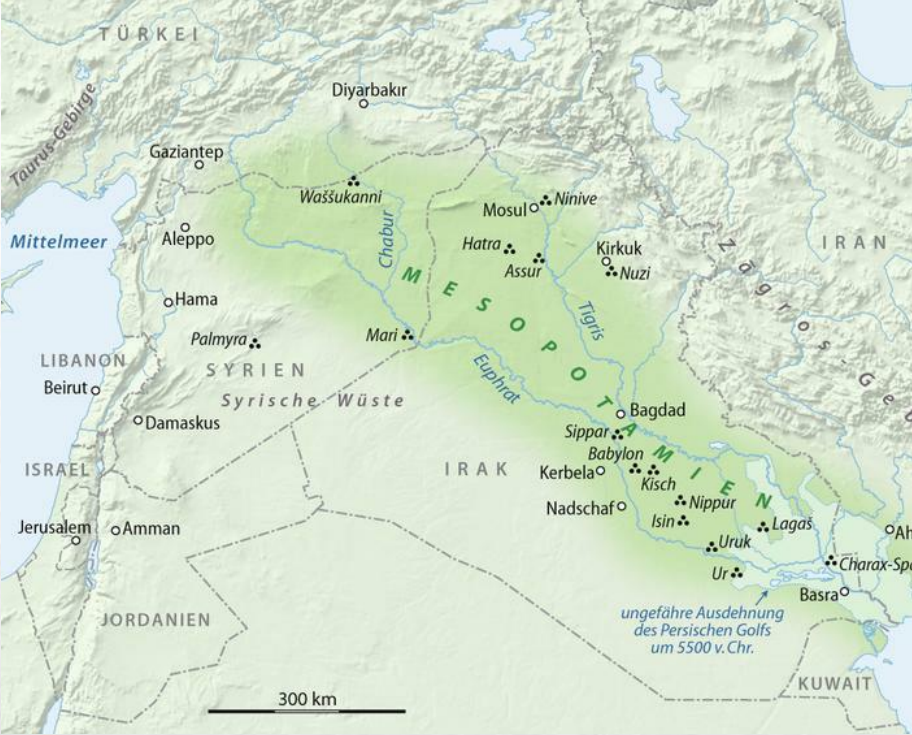 TÜRKEI
Diyarbakır
Taurus-Gebirge
Gaziantep
Waššukanni
Ninive
Mosul
Mittelmeer
Aleppo
Chabur
Hatra
Assur
Kirkuk
Nuzi
IRAN
Zâgros-Geb
MESOPOTAMIEN
Hama
Tigris
Palmyra
Mari
LIBANON
SYRIEN
Euphrat
Beirut
Syrische Wüste
Bagdad
Damaskus
Sippar
Babylon
ISRAEL
IRAK
Kerbela
Kisch
Nadschaf
Nippur
Isin
Lagaš
Jerusalem
Amman
Uruk
Ah
Ur
Charax-Spa
Basra
JORDANIEN
ungefähre Ausdehnung
des Persischen Golfs
um 5500 v. Chr.
KUWAIT
300 km